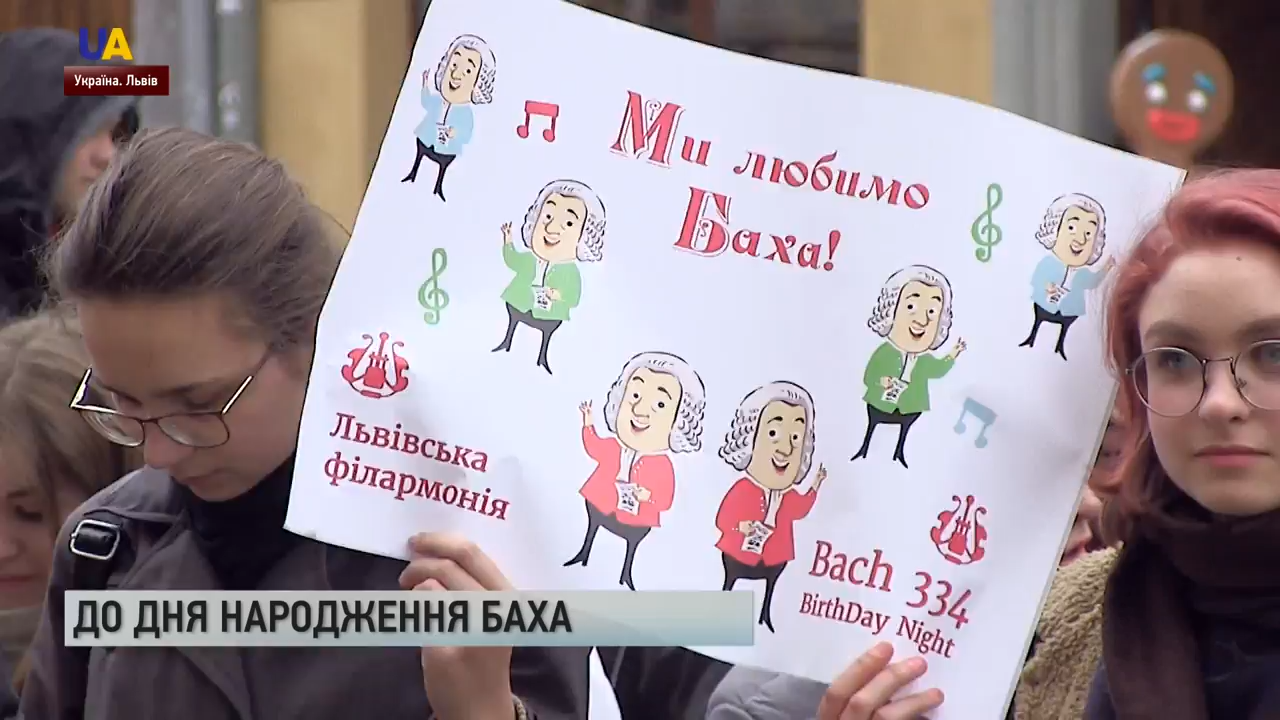 UA
Україна. Львів
Ми любимо
Баха!
Львівська
філармонія
Bach 334
BirthDay Night
ДО ДНЯ НАРОДЖЕННЯ БАХА